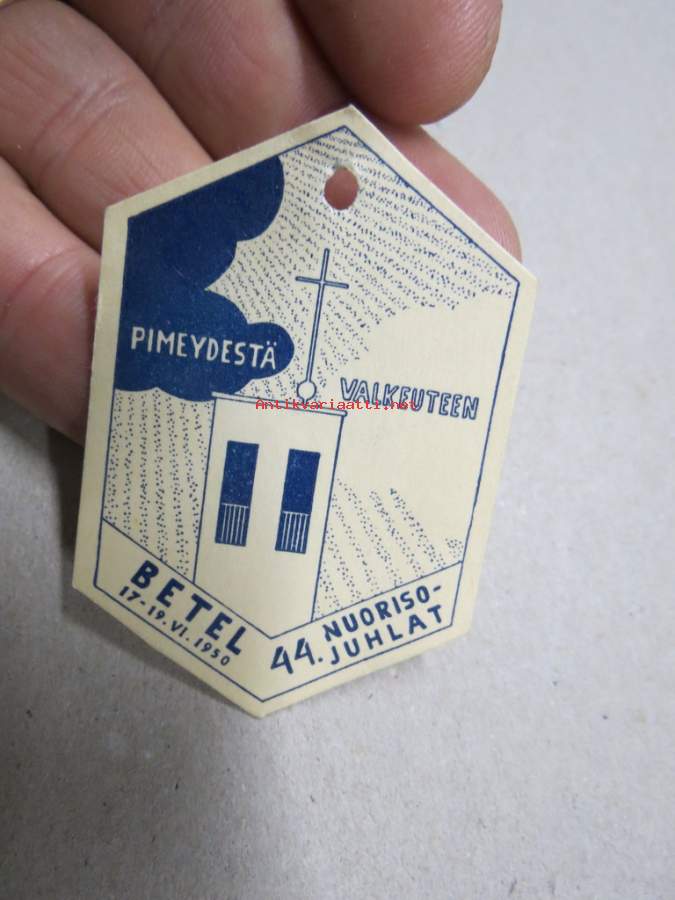 PIMEYDESTÄ
VALKEUTEEN
Antikvariaatti.net
BETEL
17-19.VI.1950
44. NUORISO-
JUHLAT